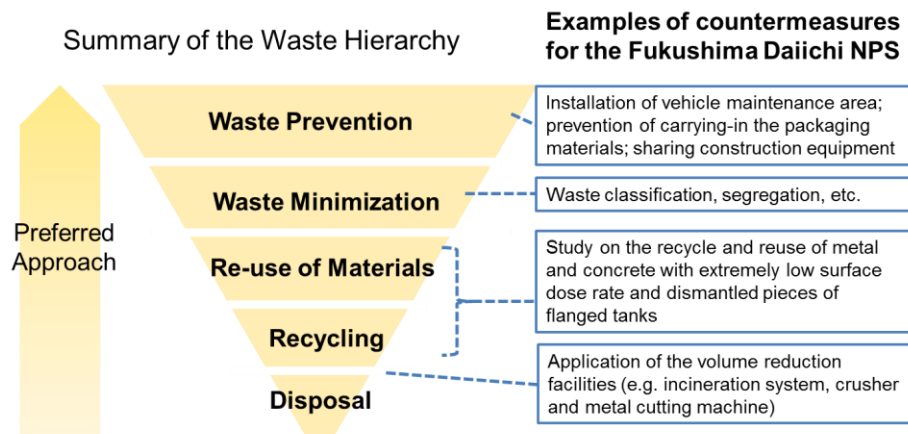 Summary of the Waste Hierarchy
Examples of countermeasures
for the Fukushima Daiichi NPS
Preferred
Approach
Waste Prevention
Installation of vehicle maintenance area;
prevention of carrying-in the packaging
materials; sharing construction equipment
Waste Minimization
Waste classification, segregation, etc.
Re-use of Materials
Recycling
Study on the recycle and reuse of metal
and concrete with extremely low surface
dose rate and dismantled pieces of
flanged tanks
Disposal
Application of the volume reduction
facilities (e.g. incineration system, crusher
and metal cutting machine)